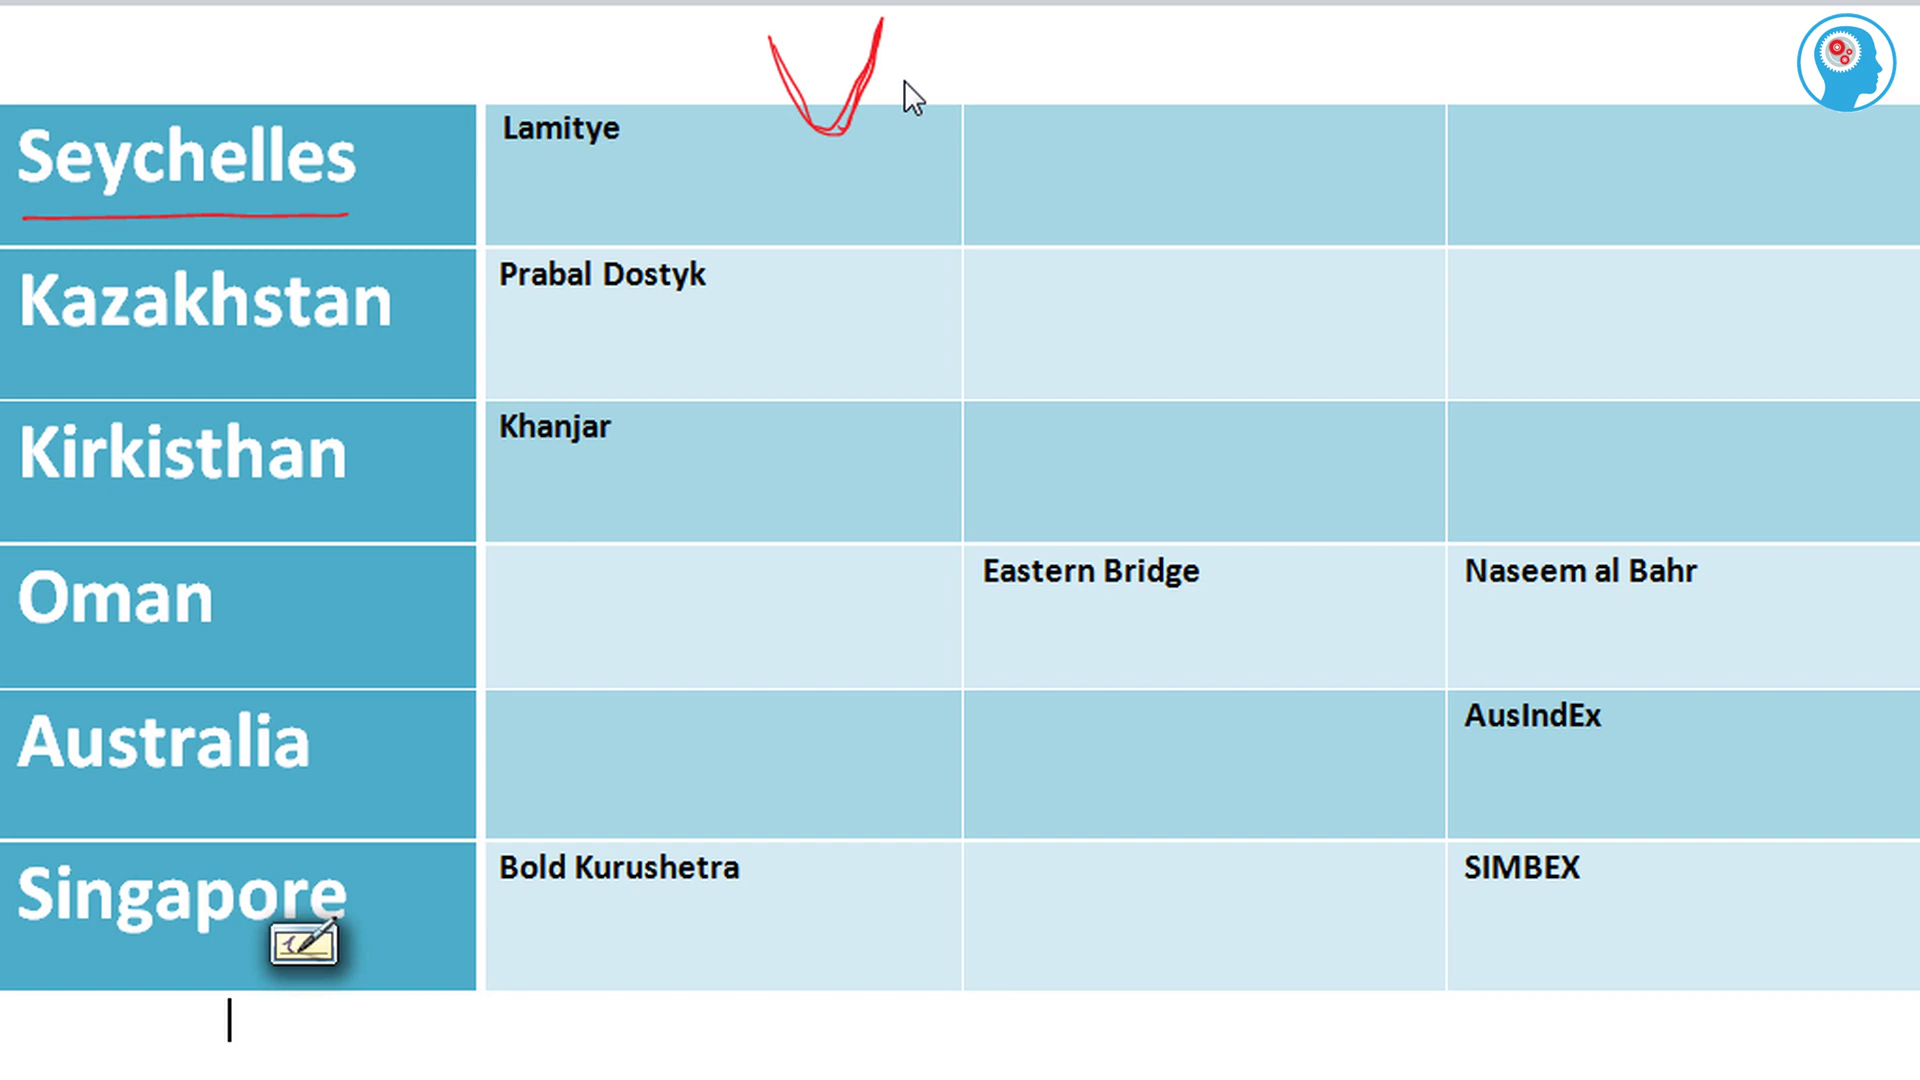 Seychelles Lamitye
Kazakhstan Prabal Dostyk
Kirkisthan Khanjar
Oman Eastern Bridge Naseem al Bahr
Australia AusIndEx
Singapore Bold Kurushetra SIMBEX